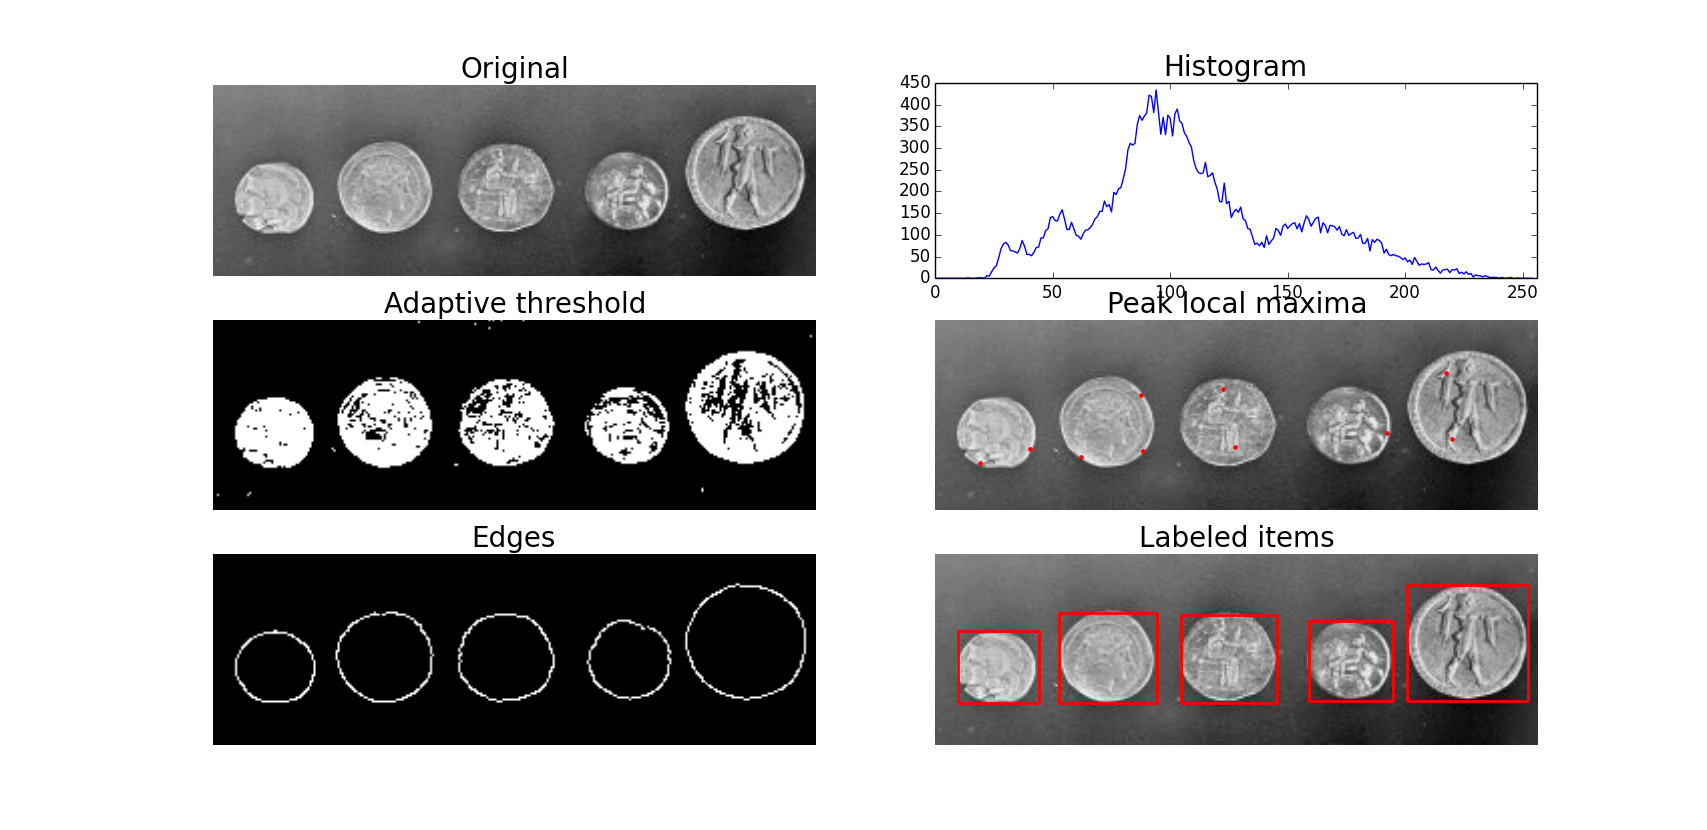 Original
Histogram
450
400
350
300
250
200
150
100
50
0
0 50 100 150 200 250
Adaptive threshold
Peak local maxima
Edges
Labeled items